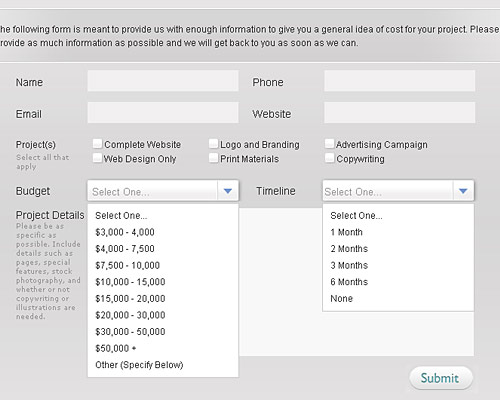 he following form is meant to provide us with enough information to give you a general idea of cost for your project. Please
rovide as much information as possible and we will get back to you as soon as we can.
Name
Phone
Email
Website
Project(s)
Select all that
apply
Complete Website
Logo and Branding
Advertising Campaign
Web Design Only
Print Materials
Copywriting
Budget
Select One...
Timeline
Select One...
Project Details
Please be as
specific as
possible. Include
details such as
pages, special
features, stock
photography, and
whether or not
copywriting or
illustrations are
needed.
Select One...
$3,000 - 4,000
$4,000 - 7,500
$7,500 - 10,000
$10,000 - 15,000
$15,000 - 20,000
$20,000 - 30,000
$30,000 - 50,000
$50,000 +
Other (Specify Below)
Select One...
1 Month
2 Months
3 Months
6 Months
None
Submit